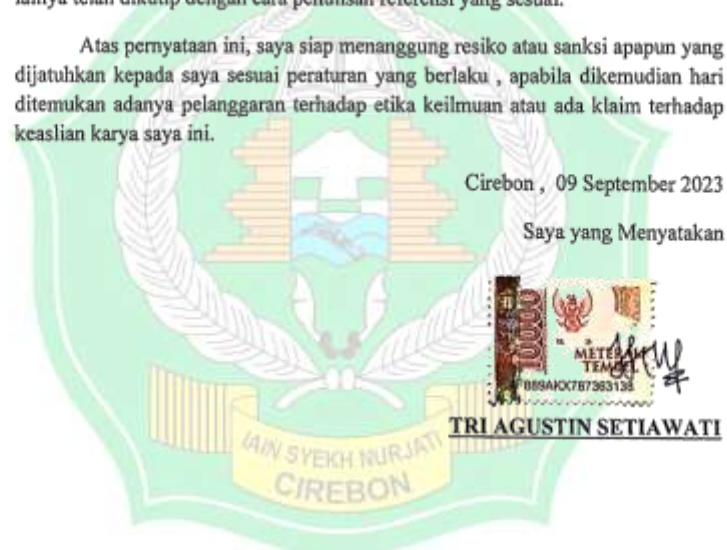 lainya telah dikutip dengan cara penulisan referensi yang sesuai.
Atas pernyataan ini, saya siap menanggung resiko atau sanksi apapun yang
dijatuhkan kepada saya sesuai peraturan yang berlaku , apabila dikemudian hari
ditemukan adanya pelanggaran terhadap etika keilmuan atau ada klaim terhadap
keaslian karya saya ini.
Cirebon , 09 September 2023
Saya yang Menyatakan
10000
METERAI
TEMPEL
889AKX767363138
TRI AGUSTIN SETIAWATI
IAIN SYEKH NURJATI
CIREBON